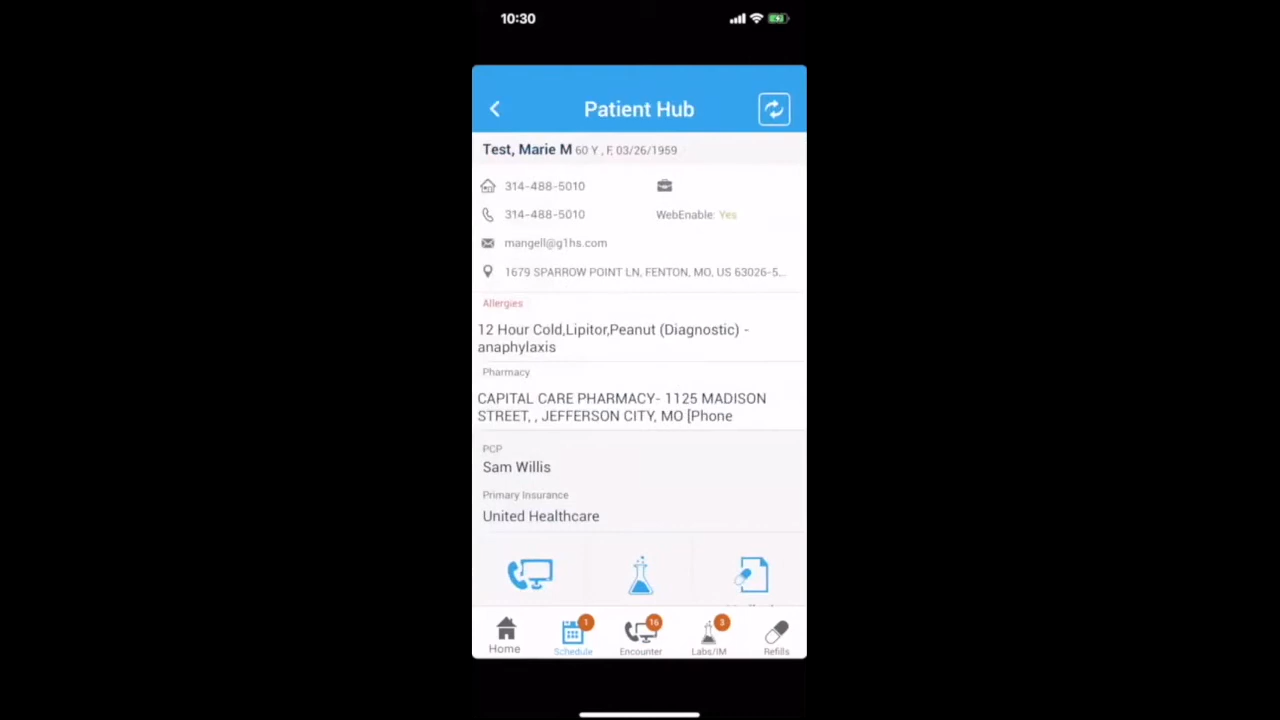 10:30
Patient Hub
Test, Marie M 60 Y , F, 03/26/1959
314-488-5010
314-488-5010 WebEnable: Yes
mangell@g1hs.com
1679 SPARROW POINT LN, FENTON, MO, US 63026-5...
Allergies
12 Hour Cold,Lipitor,Peanut (Diagnostic) -
anaphylaxis
Pharmacy
CAPITAL CARE PHARMACY- 1125 MADISON
STREET, , JEFFERSON CITY, MO [Phone
PCP
Sam Willis
Primary Insurance
United Healthcare
1 16 3
Home Schedule Encounter Labs/IM Refills